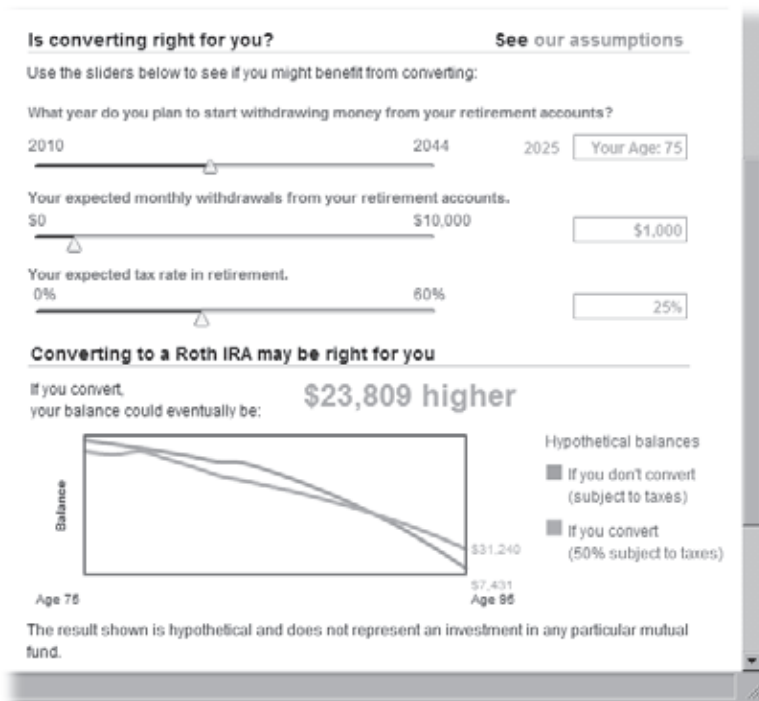 Is converting right for you? See our assumptions
Use the sliders below to see if you might benefit from converting:
What year do you plan to start withdrawing money from your retirement accounts?
2010 2044 2025 Your Age: 75
Your expected monthly withdrawals from your retirement accounts.
$0 $10,000 $1,000
Your expected tax rate in retirement.
0% 60% 25%
Converting to a Roth IRA may be right for you
If you convert,
your balance could eventually be: $23,809 higher
Hypothetical balances
If you don't convert
(subject to taxes)
If you convert
(50% subject to taxes)
Balance
$31,240
$7,431
Age 76 Age 96
The result shown is hypothetical and does not represent an investment in any particular mutual
fund.